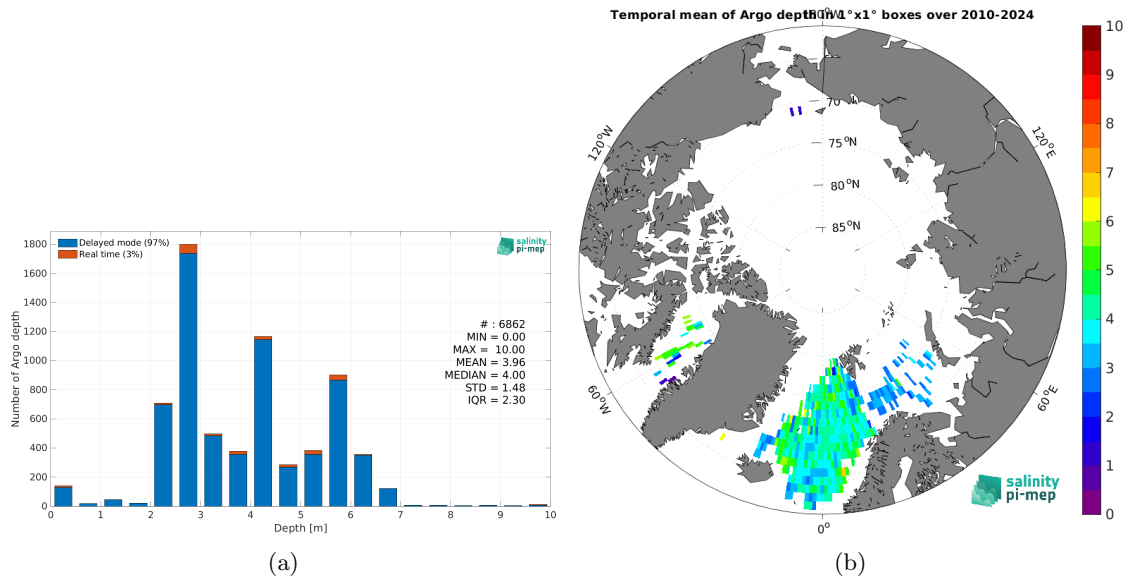 Delayed mode (97%)
Real time (3%)
salinity
pi-mep
# : 6862
MIN = 0.00
MAX = 10.00
MEAN = 3.96
MEDIAN = 4.00
STD = 1.48
IQR = 2.30
Number of Argo depth
1800
1600
1400
1200
1000
800
600
400
200
0
0 1 2 3 4 5 6 7 8 9 10
Depth [m]
(a)
Temporal mean of Argo depth in 1°x1° boxes over 2010-2024
180°W
120°W
120°E
60°W
60°E
0°
70°N
75°N
80°N
85°N
10
9
8
7
6
5
4
3
2
1
0
salinity
pi-mep
(b)